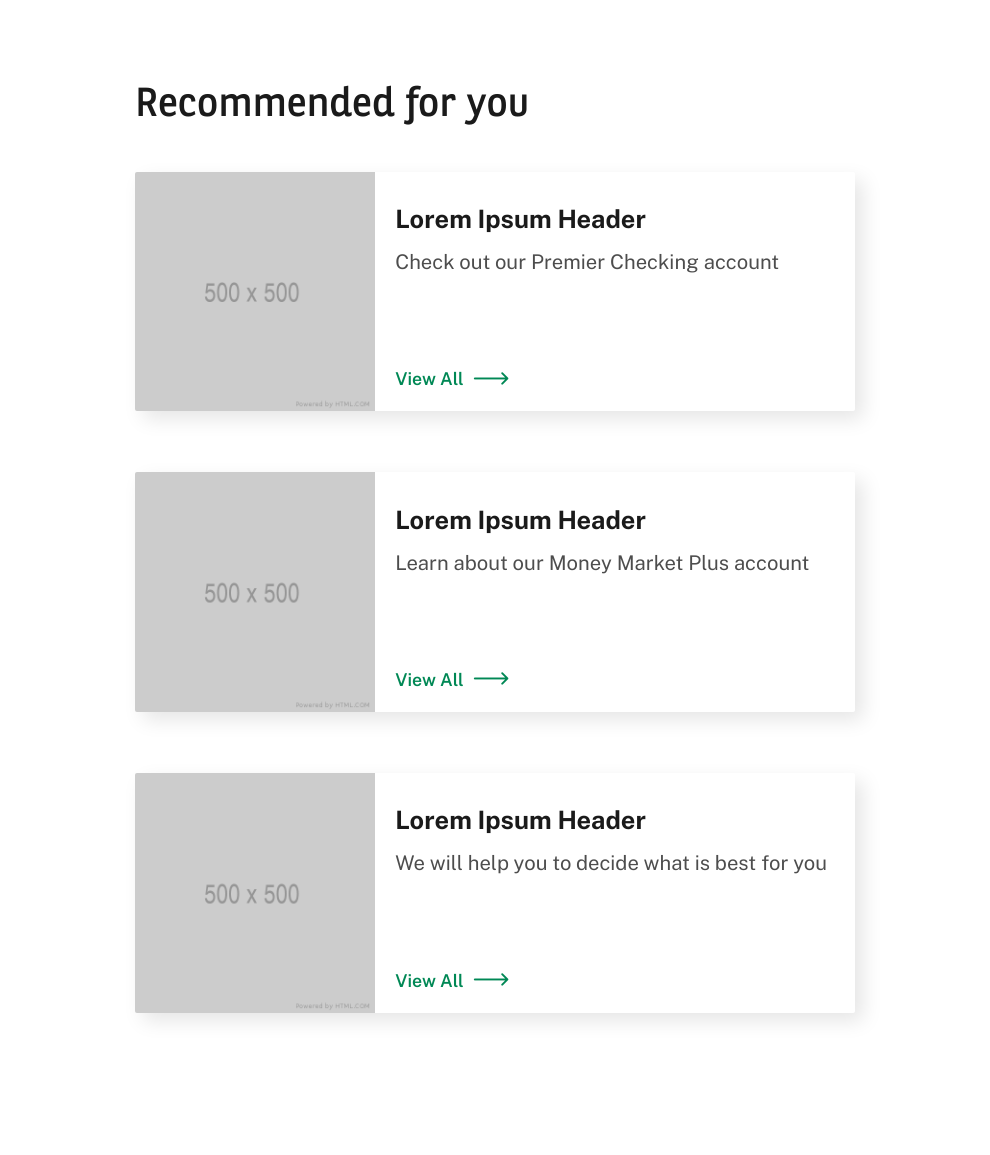 Recommended for you
500 x 500
Powered by HTML.COM
Lorem Ipsum Header
Check out our Premier Checking account
View All
500 x 500
Powered by HTML.COM
Lorem Ipsum Header
Learn about our Money Market Plus account
View All
500 x 500
Powered by HTML.COM
Lorem Ipsum Header
We will help you to decide what is best for you
View All